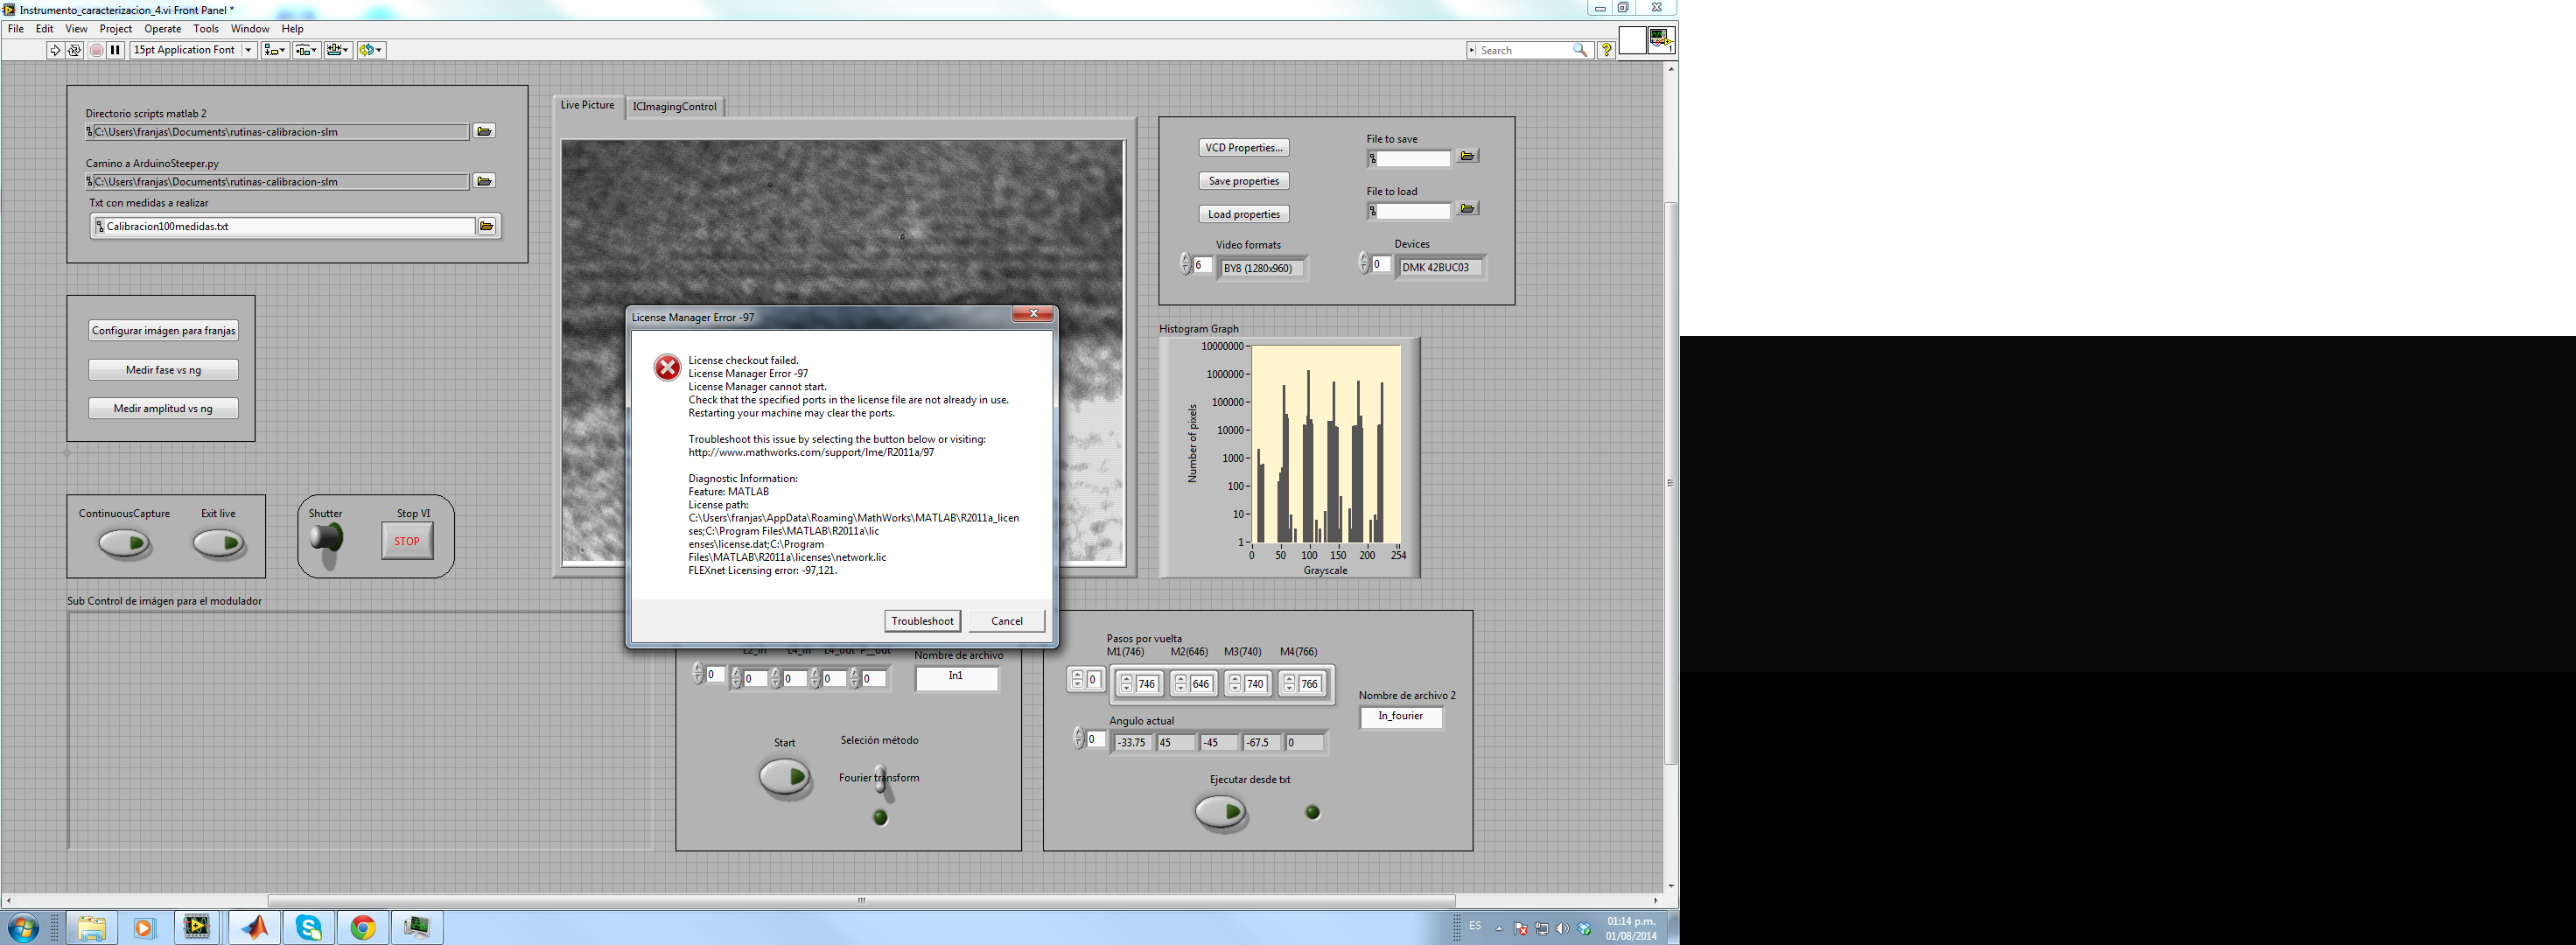 Instrumento_caracterizacion_4.vi Front Panel *
File Edit View Project Operate Tools Window Help
15pt Application Font
Search
1
Directorio scripts matlab 2
C:\Users\franjas\Documents\rutinas-calibracion-slm
Camino a ArduinoSteeper.py
C:\Users\franjas\Documents\rutinas-calibracion-slm
Txt con medidas a realizar
Calibracion100medidas.txt
Configurar imágen para franjas
Medir fase vs ng
Medir amplitud vs ng
ContinuousCapture
Exit live
Shutter
Stop VI
STOP
Sub Control de imágen para el modulador
Live Picture
ICImagingControl
VCD Properties...
Save properties
Load properties
File to save
File to load
Video formats
6
BY8 (1280x960)
Devices
0
DMK 42BUC03
Histogram Graph
10000000
1000000
100000
10000
1000
100
10
1
Number of pixels
0 50 100 150 200 254
Grayscale
License Manager Error -97
License checkout failed.
License Manager Error -97
License Manager cannot start.
Check that the specified ports in the license file are not already in use.
Restarting your machine may clear the ports.
Troubleshoot this issue by selecting the button below or visiting:
http://www.mathworks.com/support/lme/R2011a/97
Diagnostic Information:
Feature: MATLAB
License path:
C:\Users\franjas\AppData\Roaming\MathWorks\MATLAB\R2011a_licen
ses;C:\Program Files\MATLAB\R2011a\lic
enses\license.dat;C:\Program
Files\MATLAB\R2011a\licenses\network.lic
FLEXnet Licensing error: -97,121.
Troubleshoot
Cancel
L2_in L4_in L4_out P__out
0 0 0 0 0
Nombre de archivo
In1
Start
Seleción método
Fourier transform
Pasos por vuelta
M1(746) M2(646) M3(740) M4(766)
0 746 646 740 766
Angulo actual
0 -33.75 45 -45 -67.5 0
Nombre de archivo 2
In_fourier
Ejecutar desde txt
ES
01:14 p.m.
01/08/2014